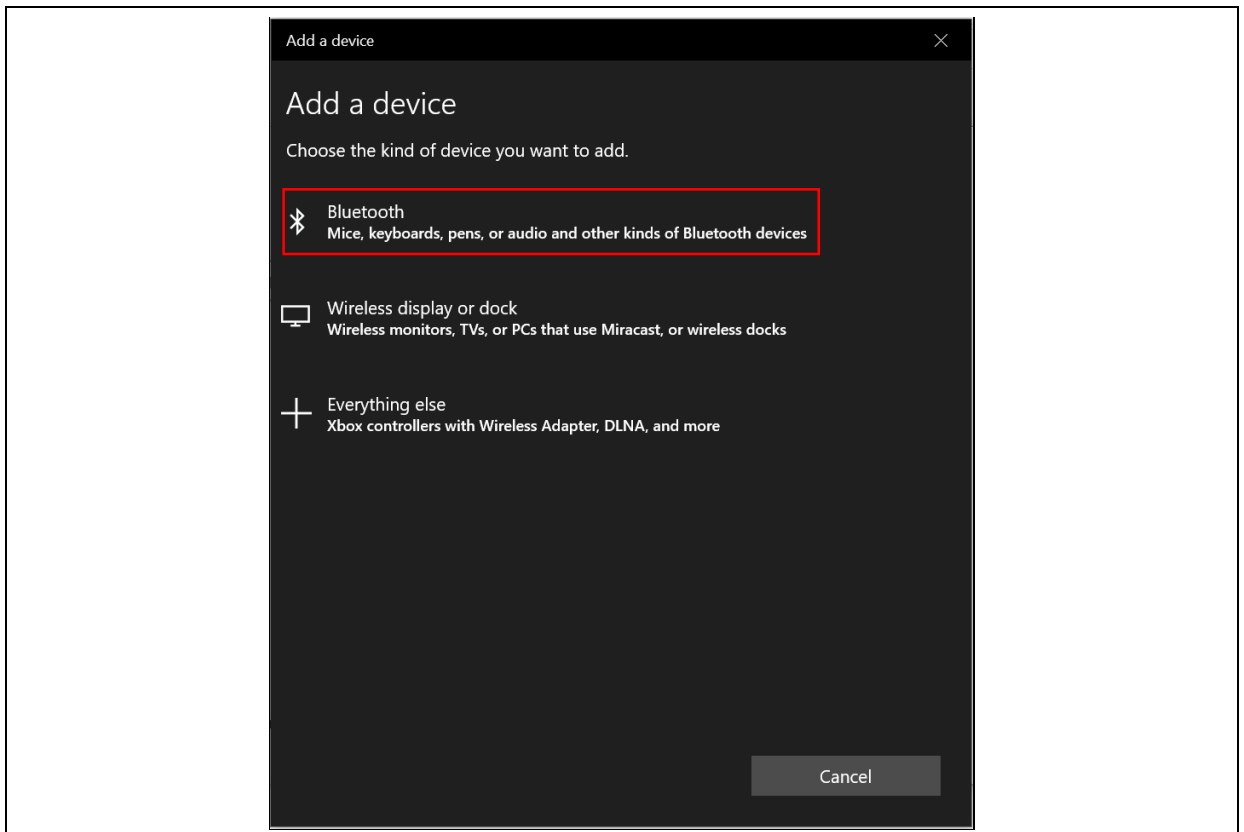 Add a device
Add a device
Choose the kind of device you want to add.
Bluetooth
Mice, keyboards, pens, or audio and other kinds of Bluetooth devices
Wireless display or dock
Wireless monitors, TVs, or PCs that use Miracast, or wireless docks
Everything else
Xbox controllers with Wireless Adapter, DLNA, and more
Cancel